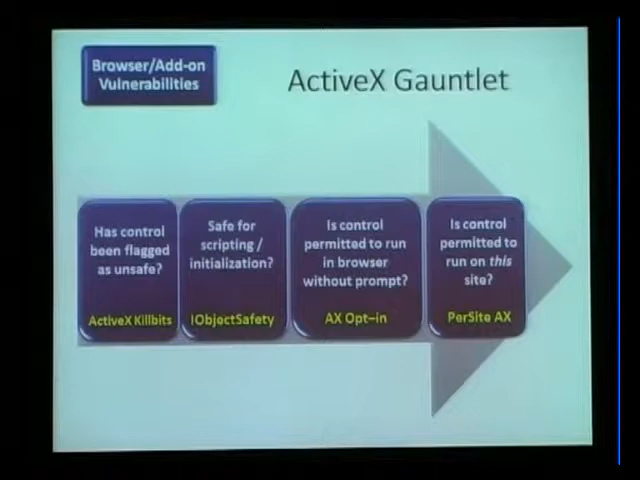 Browser/Add-on
Vulnerabilities
ActiveX Gauntlet
Has control
been flagged
as unsafe?
ActiveX Killbits
Safe for
scripting /
initialization?
IObjectSafety
Is control
permitted to run
in browser
without prompt?
AX Opt-in
Is control
permitted to
run on this
site?
PerSite AX